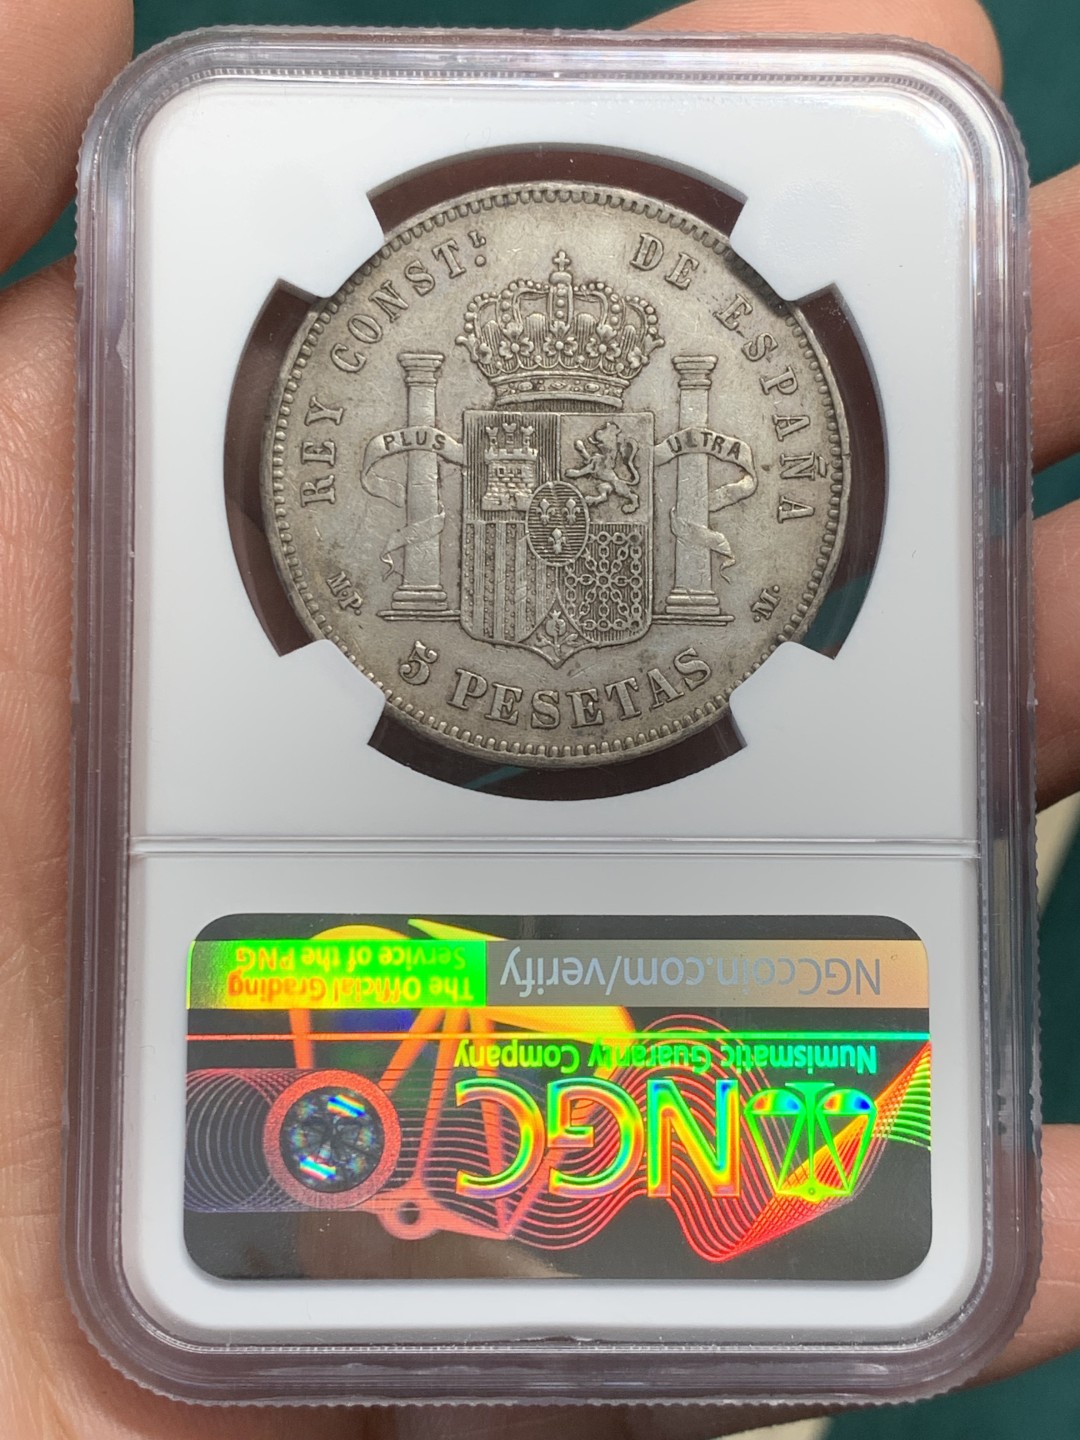 REY CONST.L DE ESPAÑA
PLUS ULTRA
M.P. .M.
5 PESETAS
NGCcoin.com/verify
The Official Grading
Service of the PNG
Numismatic Guaranty Company
NGC